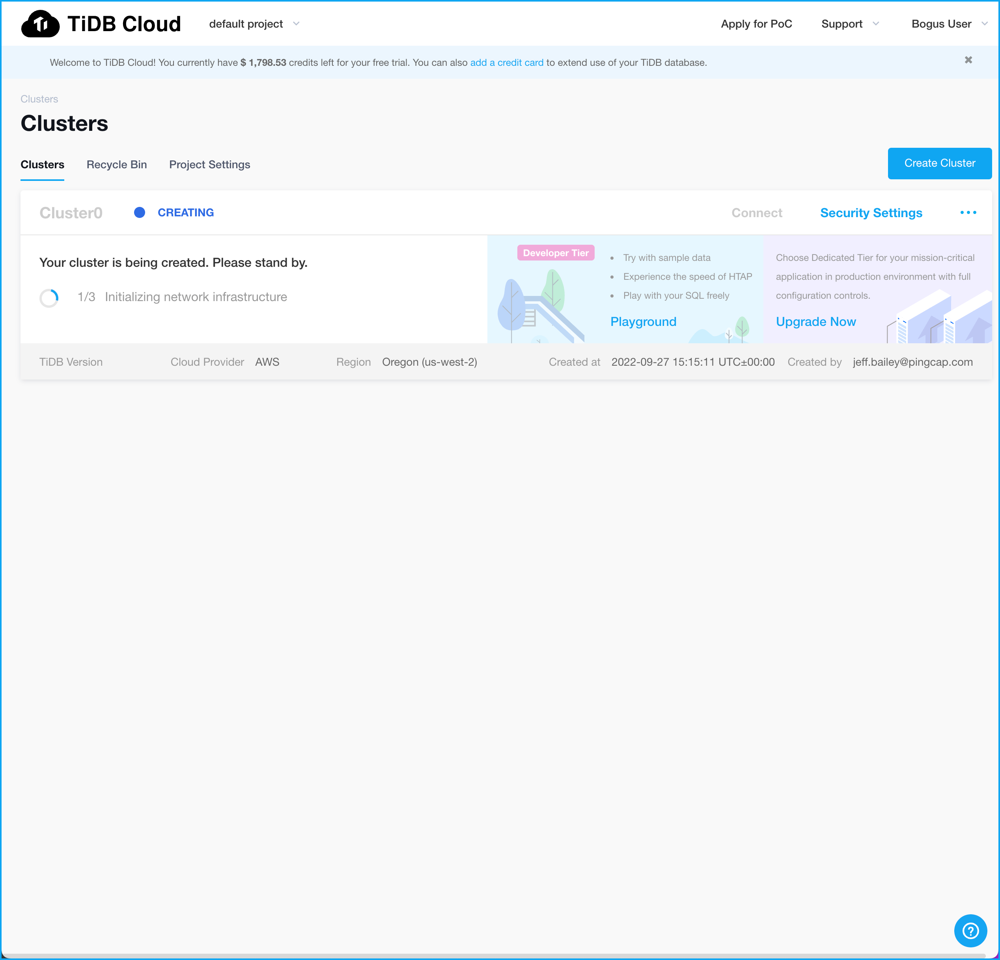 TiDB Cloud default project Apply for PoC Support Bogus User
Welcome to TiDB Cloud! You currently have $ 1,798.53 credits left for your free trial. You can also add a credit card to extend use of your TiDB database.
Clusters
Clusters
Clusters Recycle Bin Project Settings Create Cluster
Cluster0 CREATING Connect Security Settings
Your cluster is being created. Please stand by.
1/3 Initializing network infrastructure
Developer Tier
Try with sample data
Experience the speed of HTAP
Play with your SQL freely
Playground
Choose Dedicated Tier for your mission-critical
application in production environment with full
configuration controls.
Upgrade Now
TiDB Version Cloud Provider AWS Region Oregon (us-west-2) Created at 2022-09-27 15:15:11 UTC±00:00 Created by jeff.bailey@pingcap.com